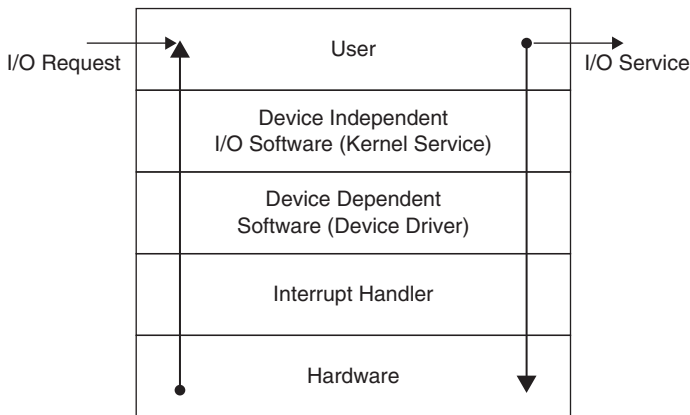 I/O Request
User
I/O Service
Device Independent
I/O Software (Kernel Service)
Device Dependent
Software (Device Driver)
Interrupt Handler
Hardware